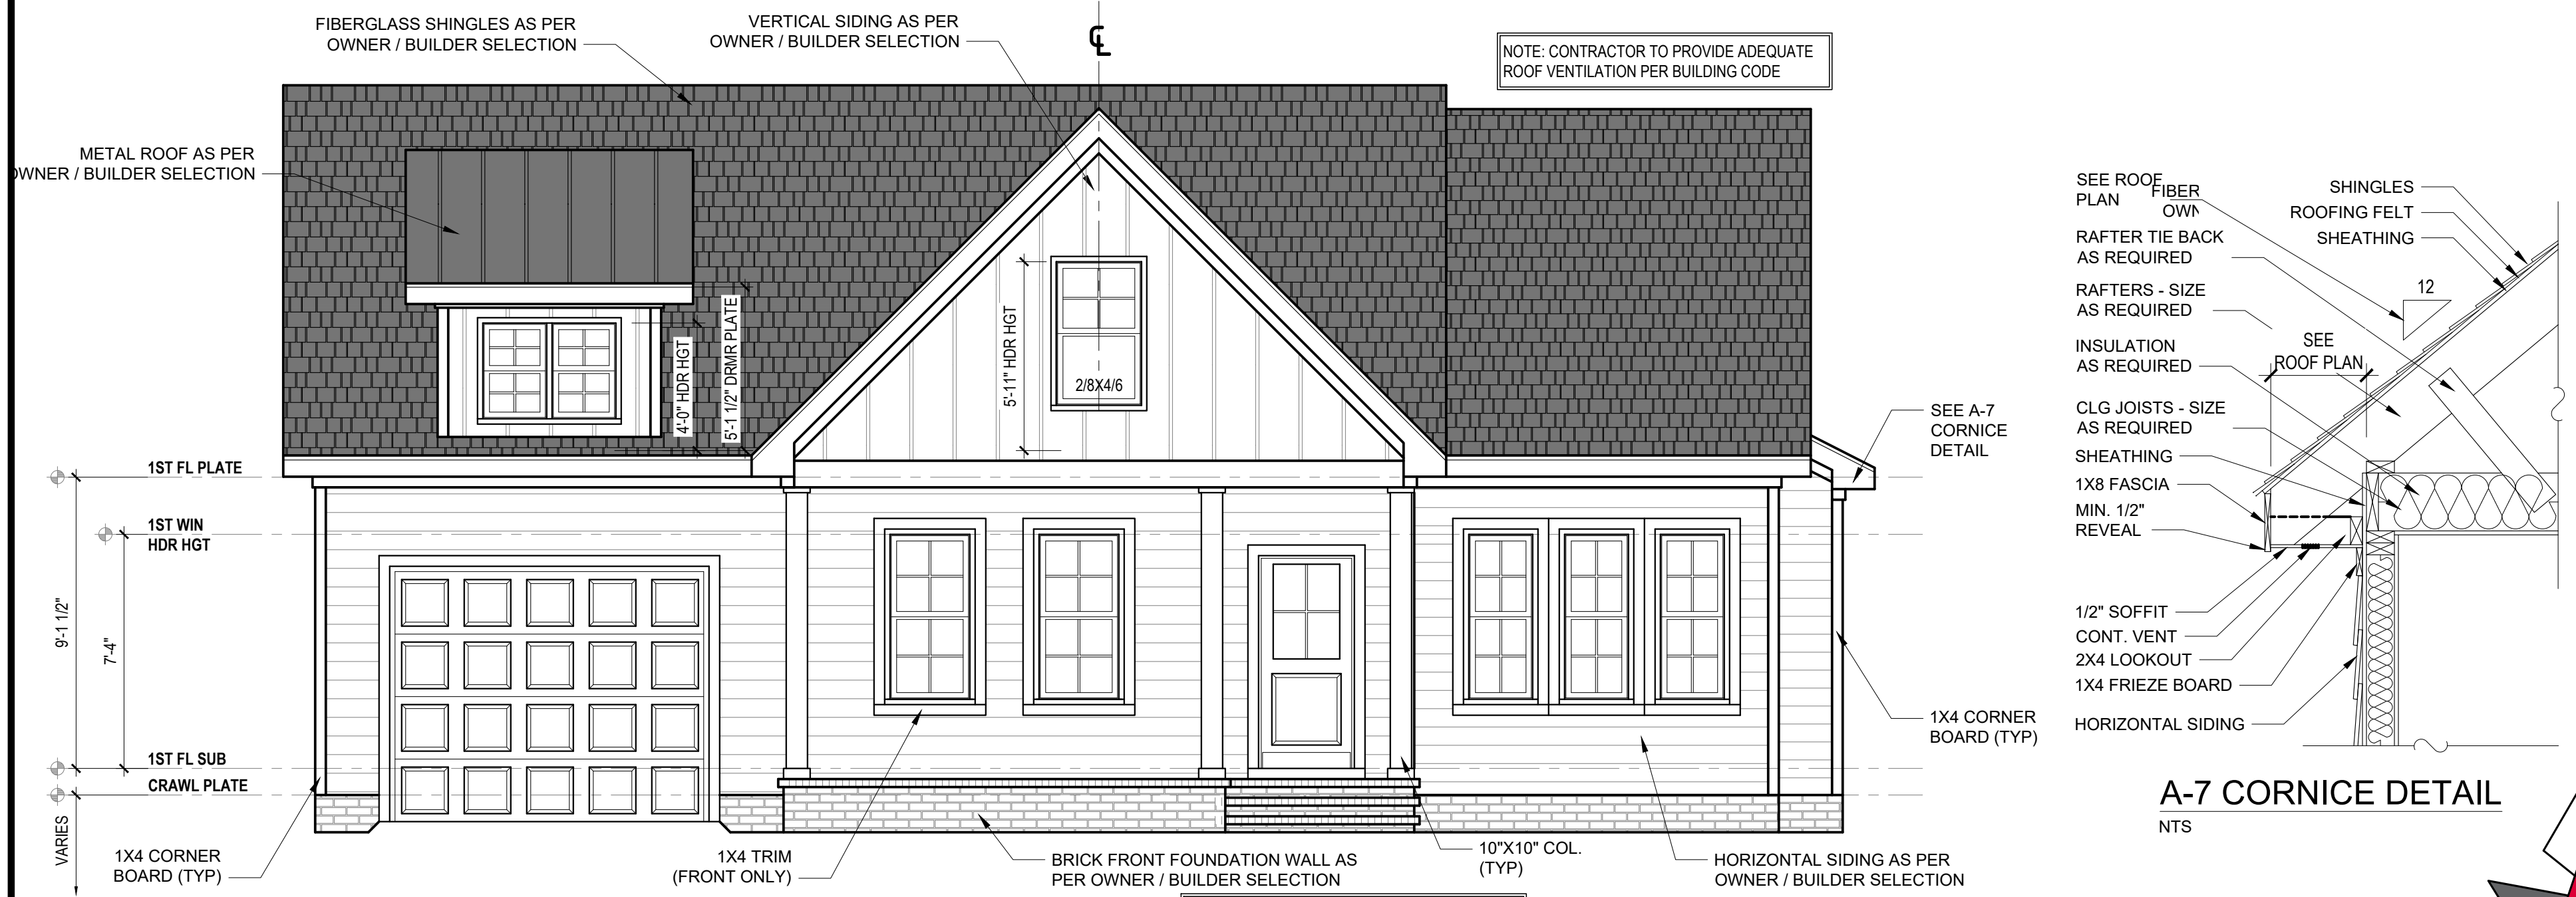 FIBERGLASS SHINGLES AS PER
OWNER / BUILDER SELECTION
VERTICAL SIDING AS PER
OWNER / BUILDER SELECTION
NOTE: CONTRACTOR TO PROVIDE ADEQUATE
ROOF VENTILATION PER BUILDING CODE
METAL ROOF AS PER
OWNER / BUILDER SELECTION
4'-0" HDR HGT
5'-1 1/2" DRMR PLATE
5'-11" HDR HGT
2/8X4/6
SEE A-7
CORNICE
DETAIL
1ST FL PLATE
1ST WIN
HDR HGT
9'-1 1/2"
7'-4"
1ST FL SUB
CRAWL PLATE
VARIES
1X4 CORNER
BOARD (TYP)
1X4 TRIM
(FRONT ONLY)
BRICK FRONT FOUNDATION WALL AS
PER OWNER / BUILDER SELECTION
10"X10" COL.
(TYP)
HORIZONTAL SIDING AS PER
OWNER / BUILDER SELECTION
1X4 CORNER
BOARD (TYP)
SEE ROOF
PLAN
FIBER
OWN
SHINGLES
ROOFING FELT
SHEATHING
RAFTER TIE BACK
AS REQUIRED
12
RAFTERS - SIZE
AS REQUIRED
SEE
ROOF PLAN
INSULATION
AS REQUIRED
CLG JOISTS - SIZE
AS REQUIRED
SHEATHING
1X8 FASCIA
MIN. 1/2"
REVEAL
1/2" SOFFIT
CONT. VENT
2X4 LOOKOUT
1X4 FRIEZE BOARD
HORIZONTAL SIDING
A-7 CORNICE DETAIL
NTS